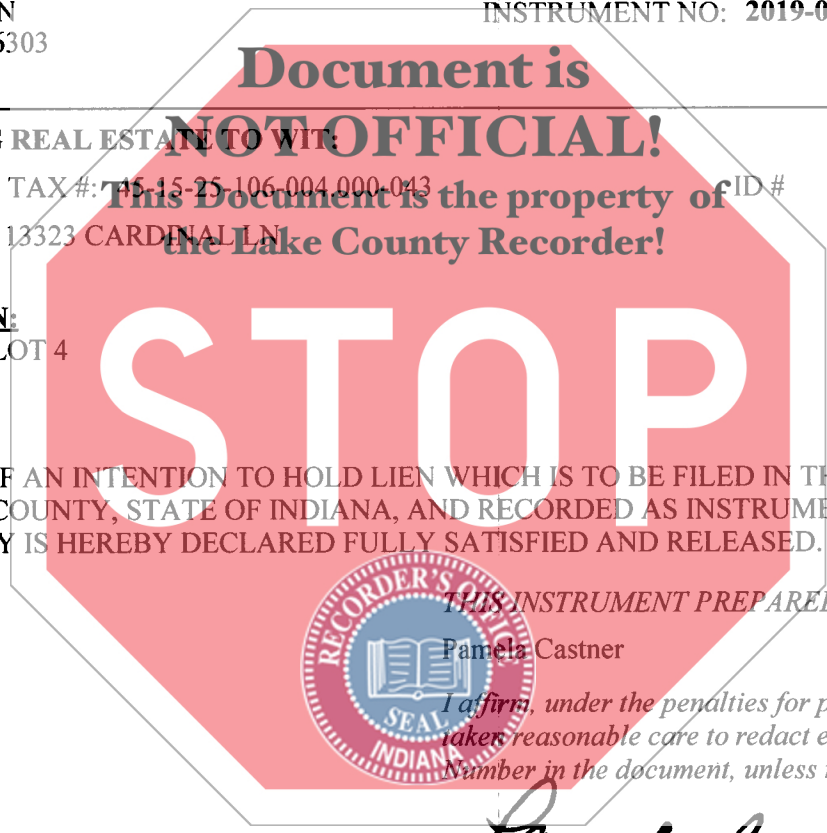 N INSTRUMENT NO: 2019-0
6303
Document is
NOT OFFICIAL!
REAL ESTATE TO WIT:
TAX #: 45-15-25-106-004.000-043 ID #
This Document is the property of
13323 CARDINAL LN
the Lake County Recorder!
N:
LOT 4
STOP
F AN INTENTION TO HOLD LIEN WHICH IS TO BE FILED IN TH
COUNTY, STATE OF INDIANA, AND RECORDED AS INSTRUME
Y IS HEREBY DECLARED FULLY SATISFIED AND RELEASED.
RECORDER'S OFFICE
SEAL
INDIANA
THIS INSTRUMENT PREPARED
Pamela Castner
I affirm, under the penalties for p
taken reasonable care to redact e
Number in the document, unless